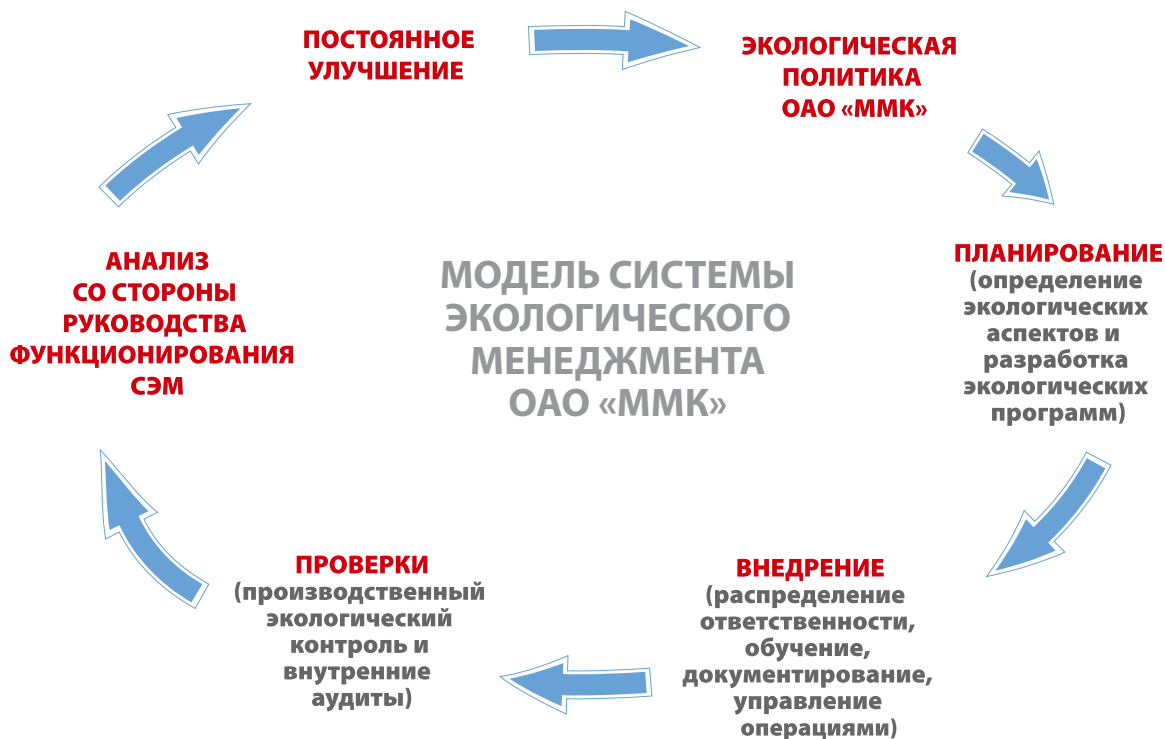 ПОСТОЯННОЕ
УЛУЧШЕНИЕ
ЭКОЛОГИЧЕСКАЯ
ПОЛИТИКА
ОАО «ММК»
ПЛАНИРОВАНИЕ
(определение
экологических
аспектов и
разработка
экологических
программ)
ВНЕДРЕНИЕ
(распределение
ответственности,
обучение,
документирование,
управление
операциями)
ПРОВЕРКИ
(производственный
экологический
контроль и
внутренние
аудиты)
АНАЛИЗ
СО СТОРОНЫ
РУКОВОДСТВА
ФУНКЦИОНИРОВАНИЯ
СЭМ
МОДЕЛЬ СИСТЕМЫ
ЭКОЛОГИЧЕСКОГО
МЕНЕДЖМЕНТА
ОАО «ММК»